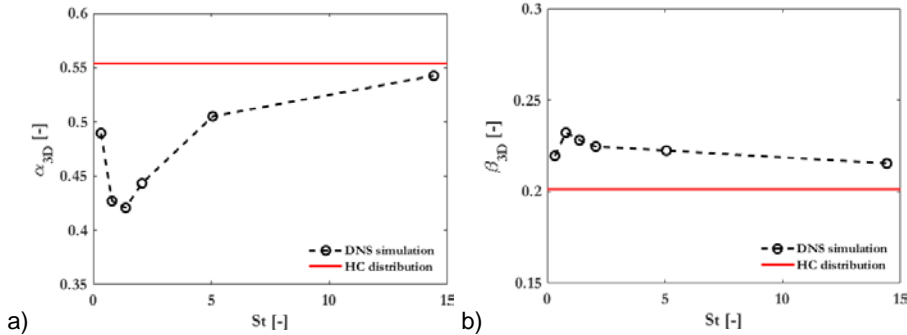 0.6
0.55
0.5
0.45
0.4
0.35
α3D [-]
0 5 10 15
St [-]
DNS simulation
HC distribution
a)
0.3
0.25
0.2
0.15
β3D [-]
0 5 10 15
St [-]
DNS simulation
HC distribution
b)